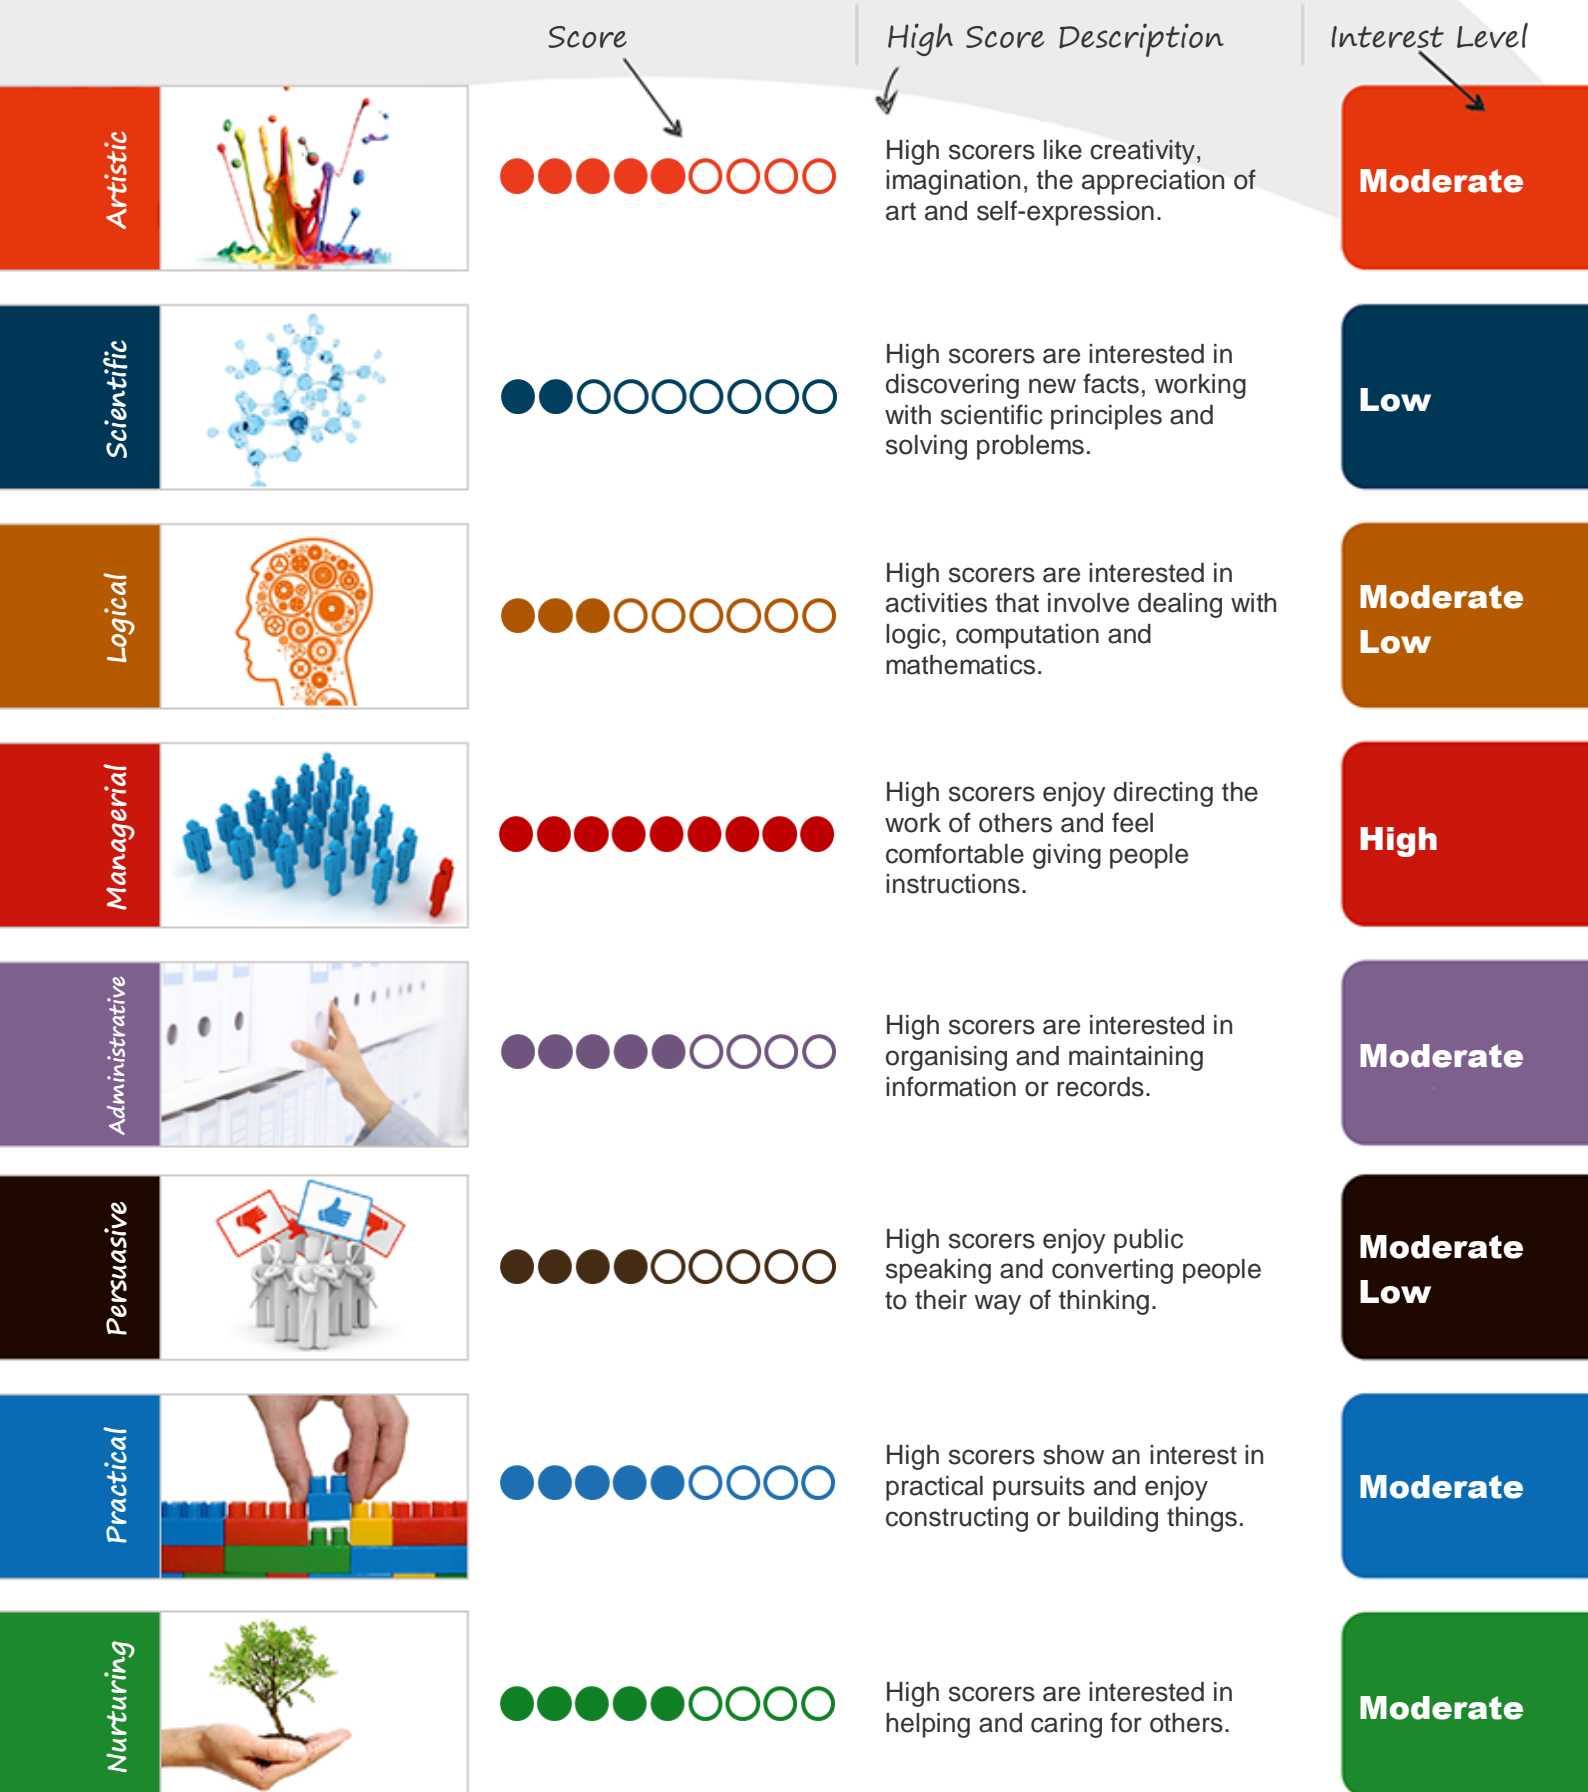 Score
High Score Description
Interest Level
Artistic
High scorers like creativity,
imagination, the appreciation of
art and self-expression.
Moderate
Scientific
High scorers are interested in
discovering new facts, working
with scientific principles and
solving problems.
Low
Logical
High scorers are interested in
activities that involve dealing with
logic, computation and
mathematics.
Moderate
Low
Managerial
High scorers enjoy directing the
work of others and feel
comfortable giving people
instructions.
High
Administrative
High scorers are interested in
organising and maintaining
information or records.
Moderate
Persuasive
High scorers enjoy public
speaking and converting people
to their way of thinking.
Moderate
Low
Practical
High scorers show an interest in
practical pursuits and enjoy
constructing or building things.
Moderate
Nurturing
High scorers are interested in
helping and caring for others.
Moderate